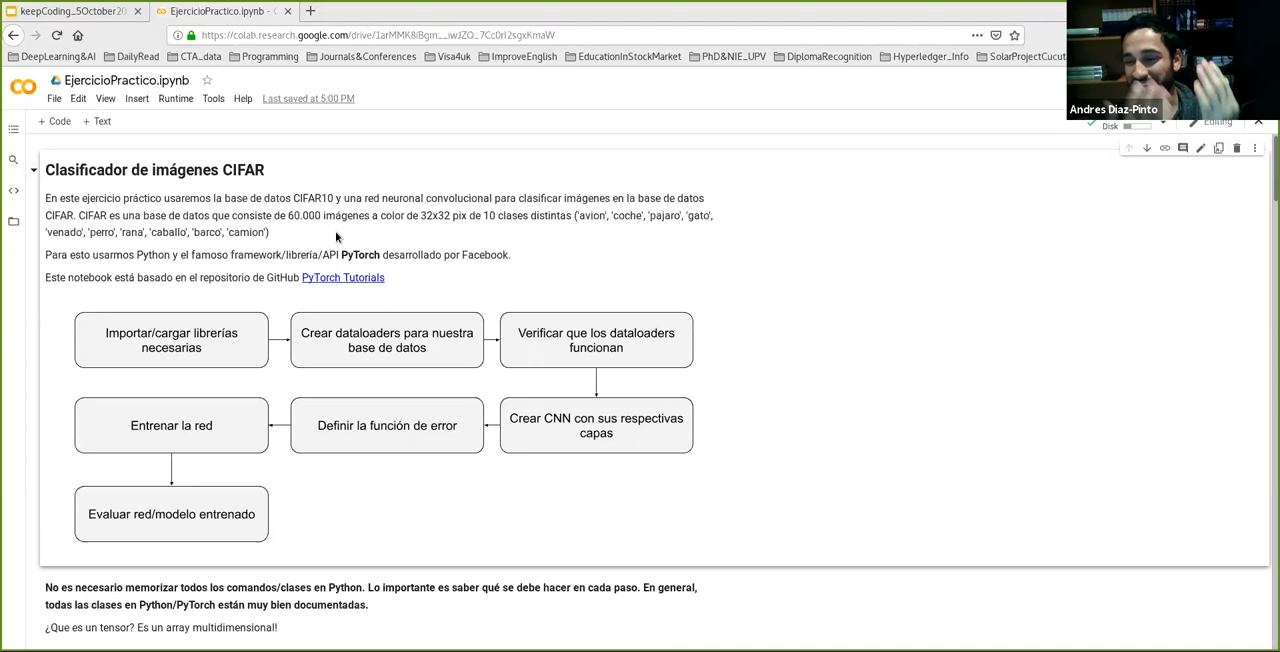 keepCoding_5October20
EjercicioPractico.ipynb - C
https://colab.research.google.com/drive/1arMMK8iBgm__iwJZQ_7Cc0rI2sgxKmaW
DeepLearning&AI DailyRead CTA_data Programming Journals&Conferences Visa4uk ImproveEnglish EducationInStockMarket PhD&NIE_UPV DiplomaRecognition Hyperledger_Info SolarProjectCucut
Andres Diaz-Pinto
EjercicioPractico.ipynb
File Edit View Insert Runtime Tools Help Last saved at 5:00 PM
+ Code + Text
Disk
Editing
Clasificador de imágenes CIFAR
En este ejercicio práctico usaremos la base de datos CIFAR10 y una red neuronal convolucional para clasificar imágenes en la base de datos
CIFAR. CIFAR es una base de datos que consiste de 60.000 imágenes a color de 32x32 pix de 10 clases distintas ('avion', 'coche', 'pajaro', 'gato',
'venado', 'perro', 'rana', 'caballo', 'barco', 'camion')
Para esto usarmos Python y el famoso framework/librería/API PyTorch desarrollado por Facebook.
Este notebook está basado en el repositorio de GitHub PyTorch Tutorials
Importar/cargar librerías
necesarias
Crear dataloaders para nuestra
base de datos
Verificar que los dataloaders
funcionan
Crear CNN con sus respectivas
capas
Definir la función de error
Entrenar la red
Evaluar red/modelo entrenado
No es necesario memorizar todos los comandos/clases en Python. Lo importante es saber qué se debe hacer en cada paso. En general,
todas las clases en Python/PyTorch están muy bien documentadas.
¿Que es un tensor? Es un array multidimensional!